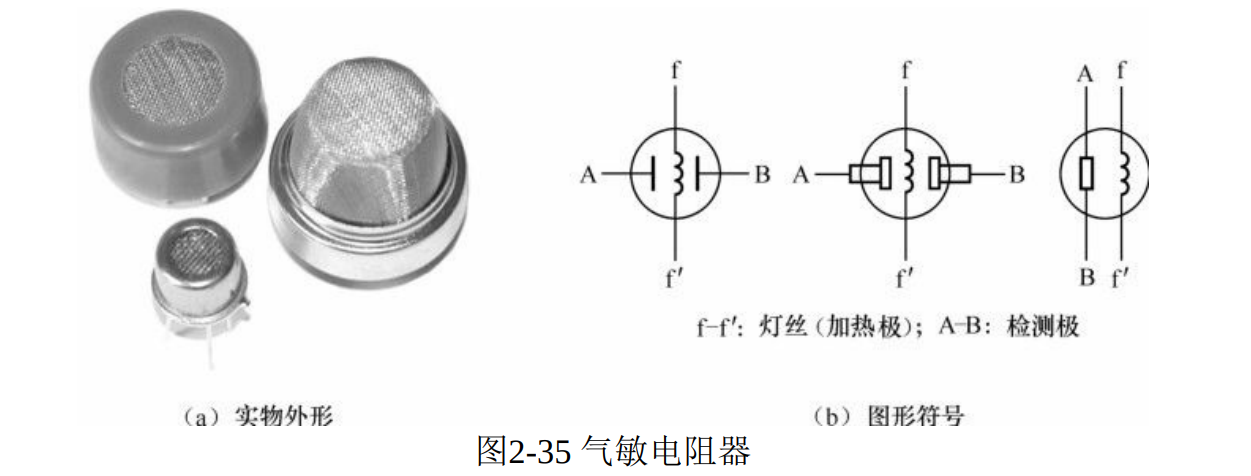 f f A f
A B A B
f′ f′ B f′
f-f′: 灯丝(加热极); A-B: 检测极
(a) 实物外形 (b) 图形符号
图2-35 气敏电阻器